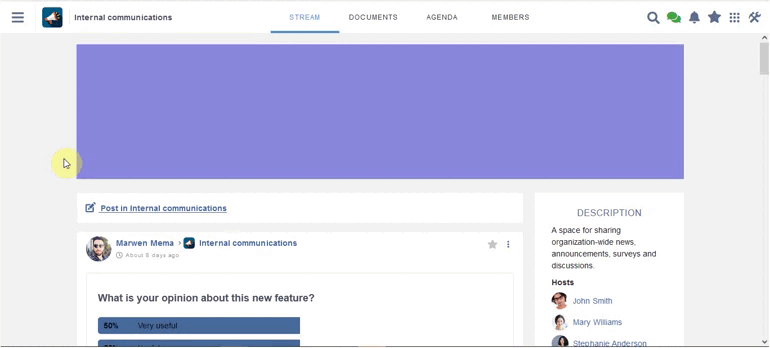 Internal communications
STREAM
DOCUMENTS
AGENDA
MEMBERS
Post in Internal communications
Marwen Mema › Internal communications
About 6 days ago
What is your opinion about this new feature?
50% Very useful
DESCRIPTION
A space for sharing
organization-wide news,
announcements, surveys and
discussions.
Hosts
John Smith
Mary Williams
Stephanie Anderson